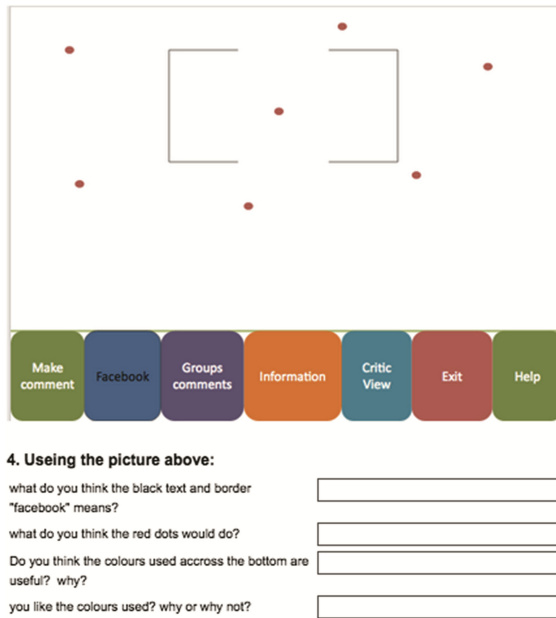 Make
comment
Facebook
Groups
comments
Information
Critic
View
Exit
Help
4. Useing the picture above:
what do you think the black text and border
"facebook" means?
what do you think the red dots would do?
Do you think the colours used accross the bottom are
useful? why?
you like the colours used? why or why not?